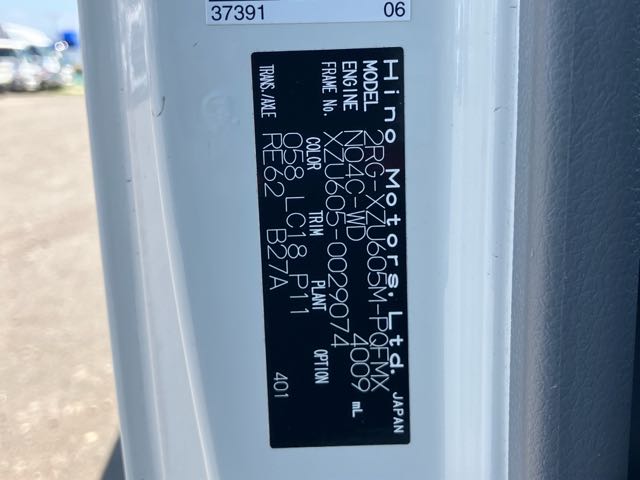 37391 06
Hino Motors, Ltd. JAPAN
MODEL 2RG-XZU605M-PQFMX
ENGINE N04C-WD 4009 mL
FRAME No. XZU605-0029074
COLOR TRIM PLANT OPTION
058 LC18 P11
TRANS./AXLE RE62 B27A 401